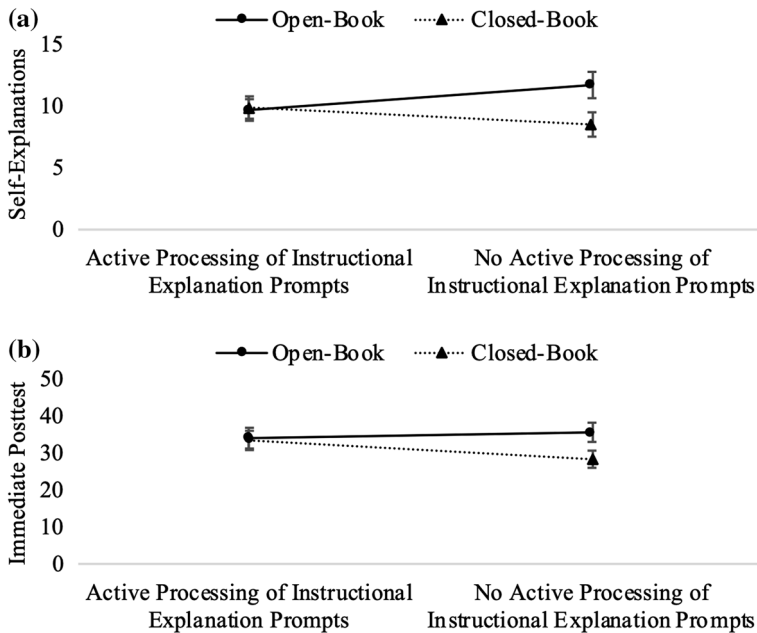 (a)
Open-Book
Closed-Book
15
10
5
0
Self-Explanations
Active Processing of Instructional
Explanation Prompts
No Active Processing of
Instructional Explanation Prompts
(b)
Open-Book
Closed-Book
50
40
30
20
10
0
Immediate Posttest
Active Processing of Instructional
Explanation Prompts
No Active Processing of
Instructional Explanation Prompts